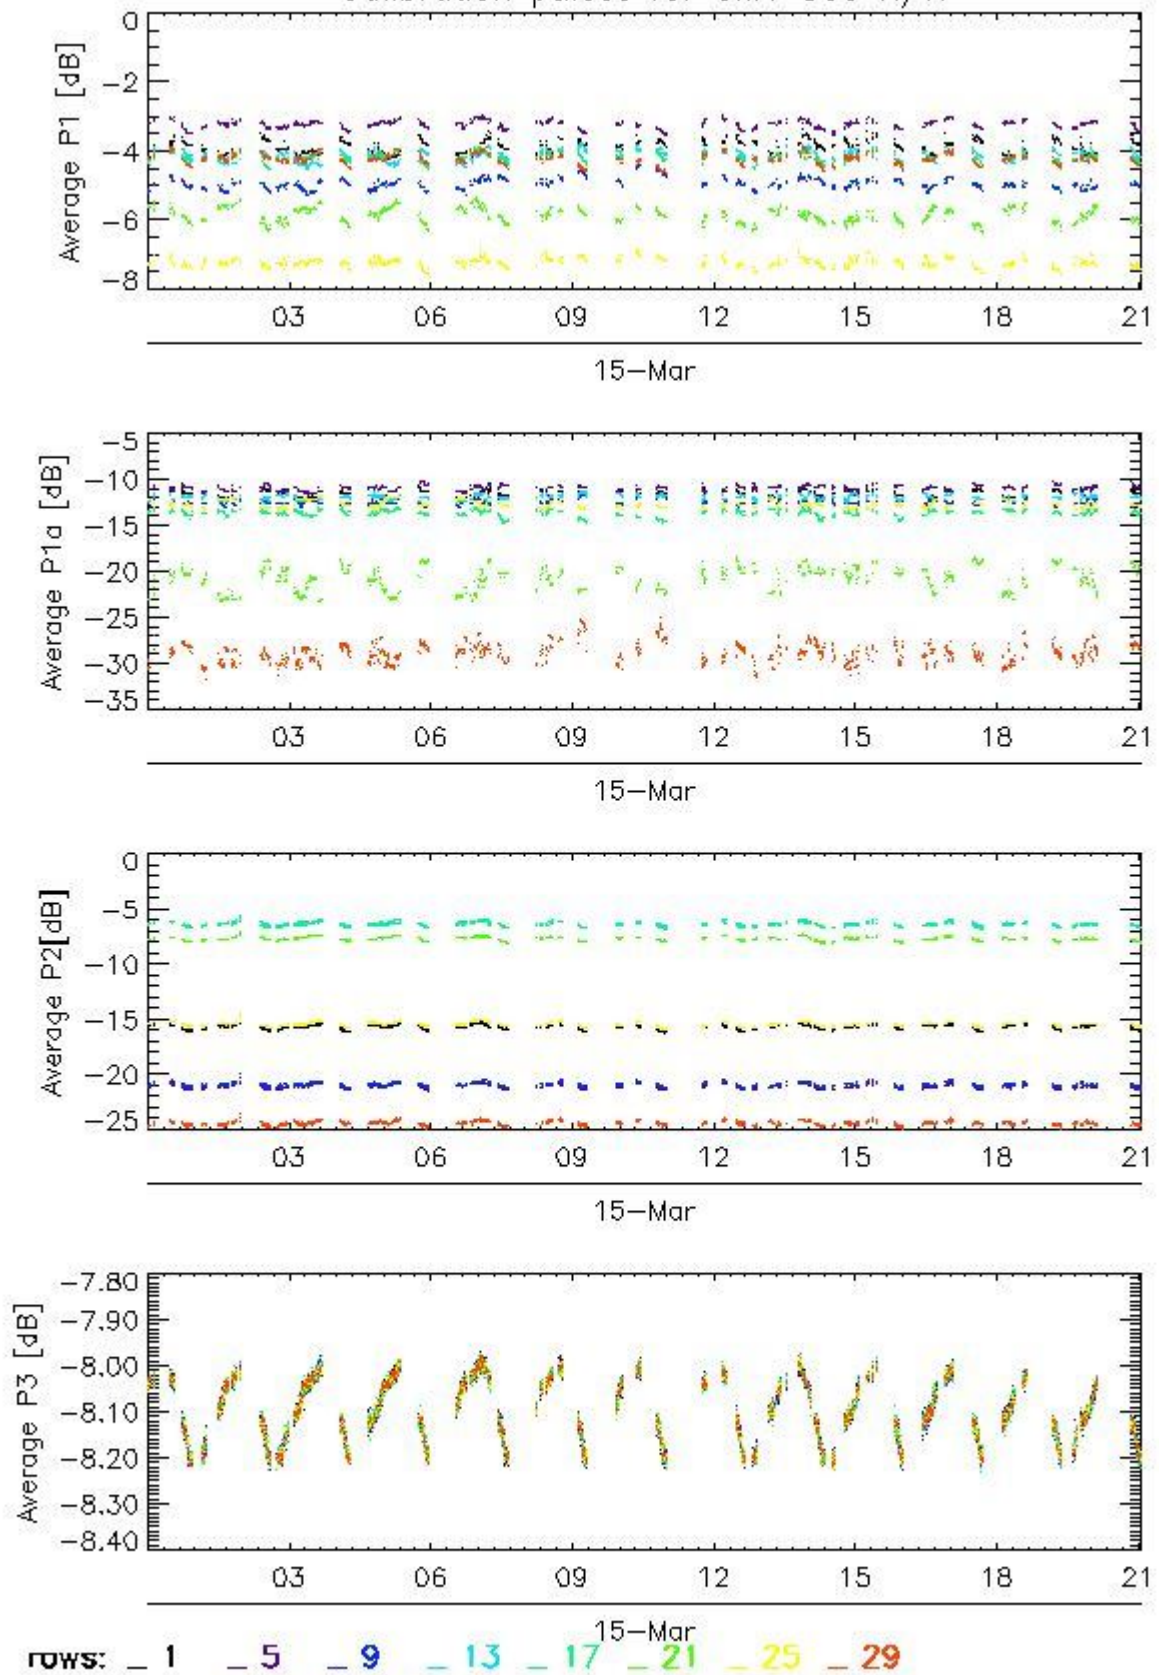 Average P1 [dB]
0
-2
-4
-6
-8
03 06 09 12 15 18 21
15-Mar
Average P1a [dB]
-5
-10
-15
-20
-25
-30
-35
03 06 09 12 15 18 21
15-Mar
Average P2[dB]
0
-5
-10
-15
-20
-25
03 06 09 12 15 18 21
15-Mar
Average P3 [dB]
-7.80
-7.90
-8.00
-8.10
-8.20
-8.30
-8.40
03 06 09 12 15 18 21
15-Mar
rows: _ 1 _ 5 _ 9 _ 13 _ 17 _ 21 _ 25 _ 29